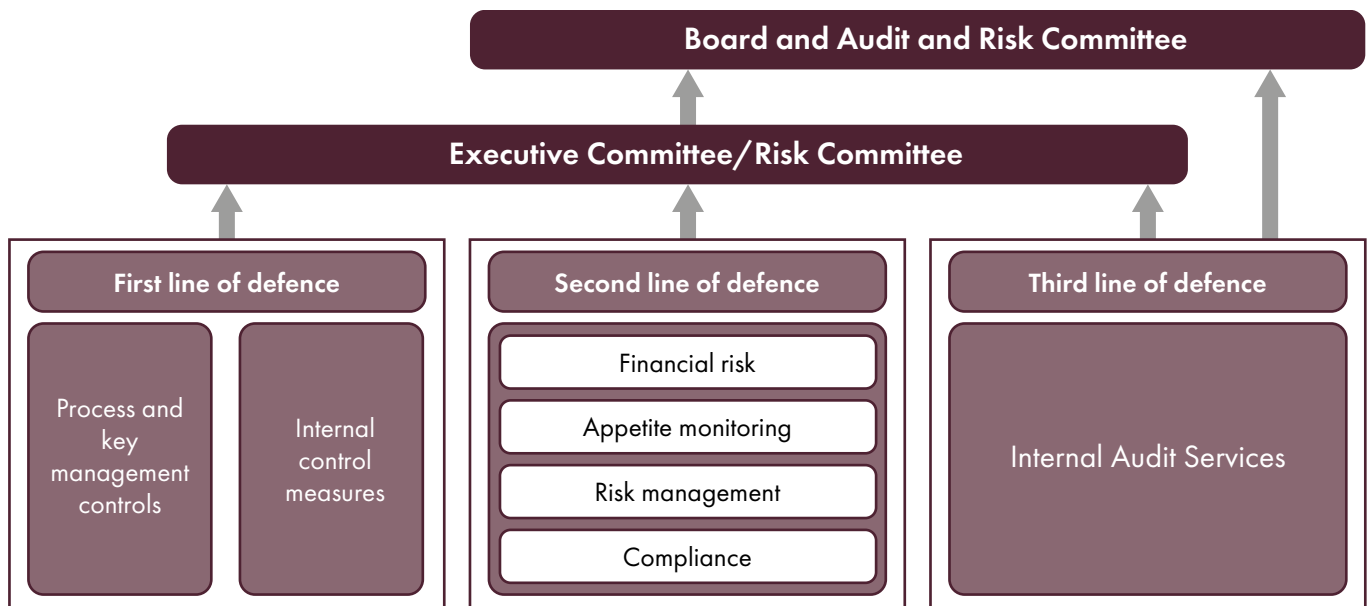 Board and Audit and Risk Committee
Executive Committee/Risk Committee
First line of defence
Process and
key
management
controls
Internal
control
measures
Second line of defence
Financial risk
Appetite monitoring
Risk management
Compliance
Third line of defence
Internal Audit Services